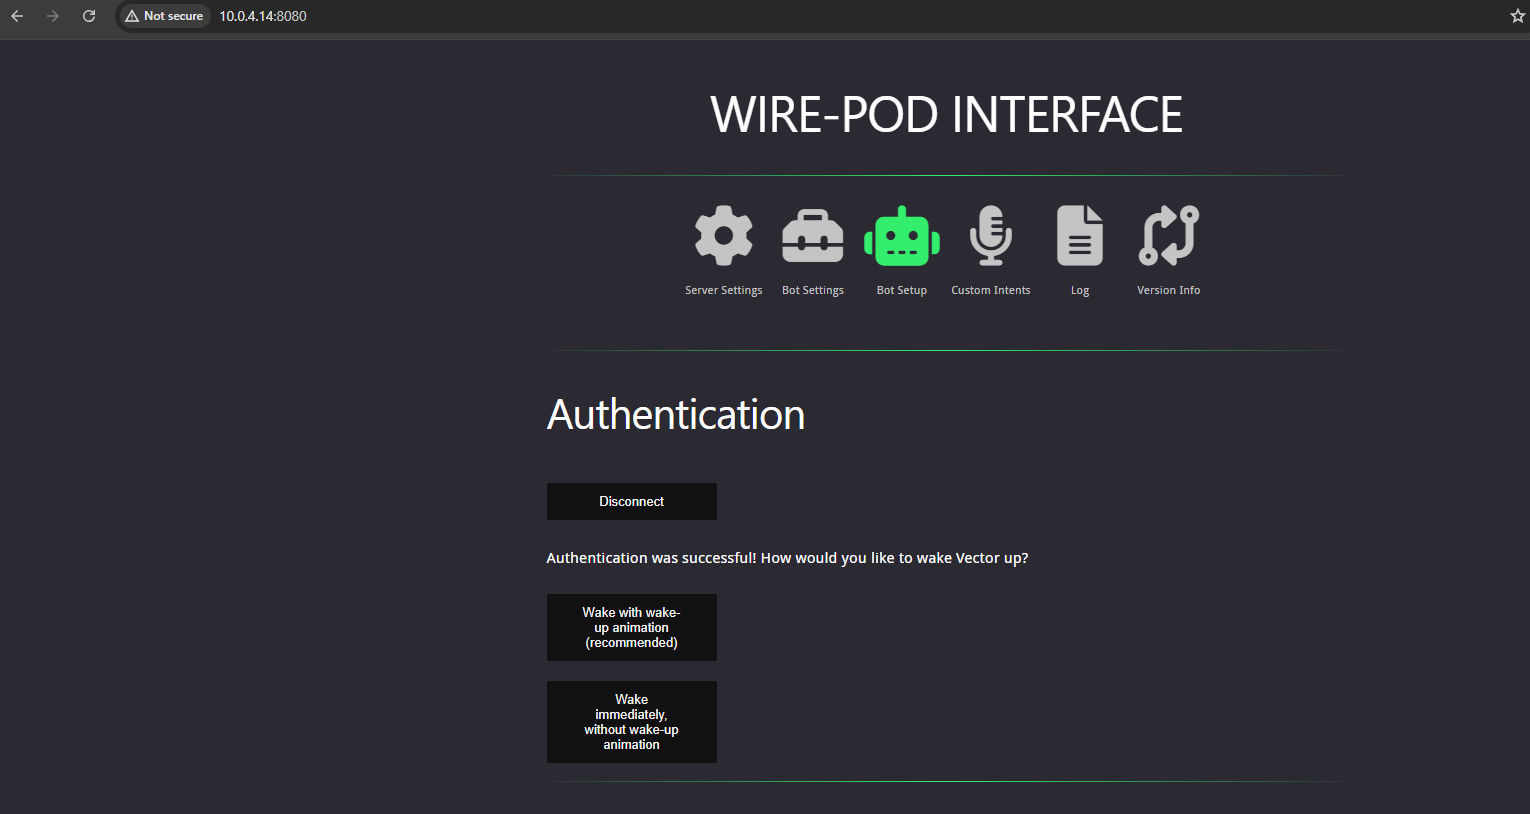 Not secure
10.0.4.14:8080
WIRE-POD INTERFACE
Server Settings
Bot Settings
Bot Setup
Custom Intents
Log
Version Info
Authentication
Disconnect
Authentication was successful! How would you like to wake Vector up?
Wake with wake-
up animation
(recommended)
Wake
immediately,
without wake-up
animation